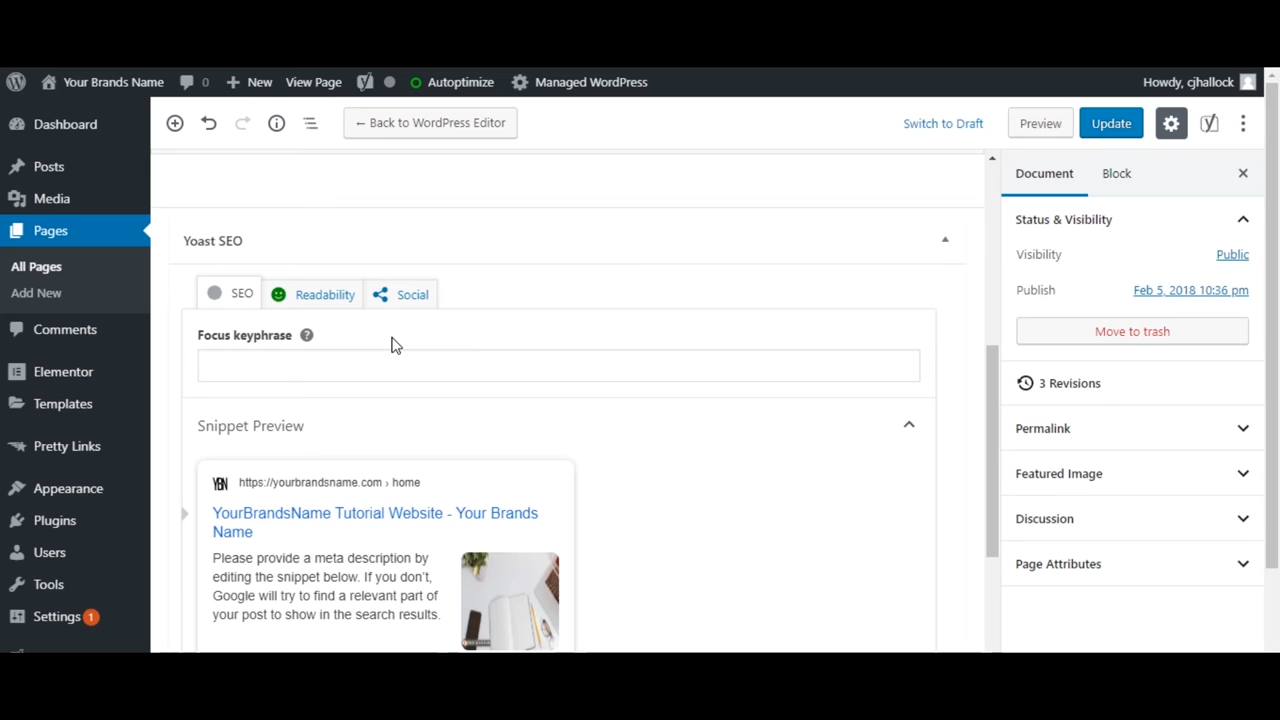 Your Brands Name 0 New View Page Autoptimize Managed WordPress Howdy, cjhallock
← Back to WordPress Editor Switch to Draft Preview Update
Dashboard
Posts
Media
Pages
All Pages
Add New
Comments
Elementor
Templates
Pretty Links
Appearance
Plugins
Users
Tools
Settings 1
Yoast SEO
SEO Readability Social
Focus keyphrase ?
Snippet Preview
YBN https://yourbrandsname.com › home
YourBrandsName Tutorial Website - Your Brands
Name
Please provide a meta description by
editing the snippet below. If you don't,
Google will try to find a relevant part of
your post to show in the search results.
Document Block
Status & Visibility
Visibility Public
Publish Feb 5, 2018 10:36 pm
Move to trash
3 Revisions
Permalink
Featured Image
Discussion
Page Attributes